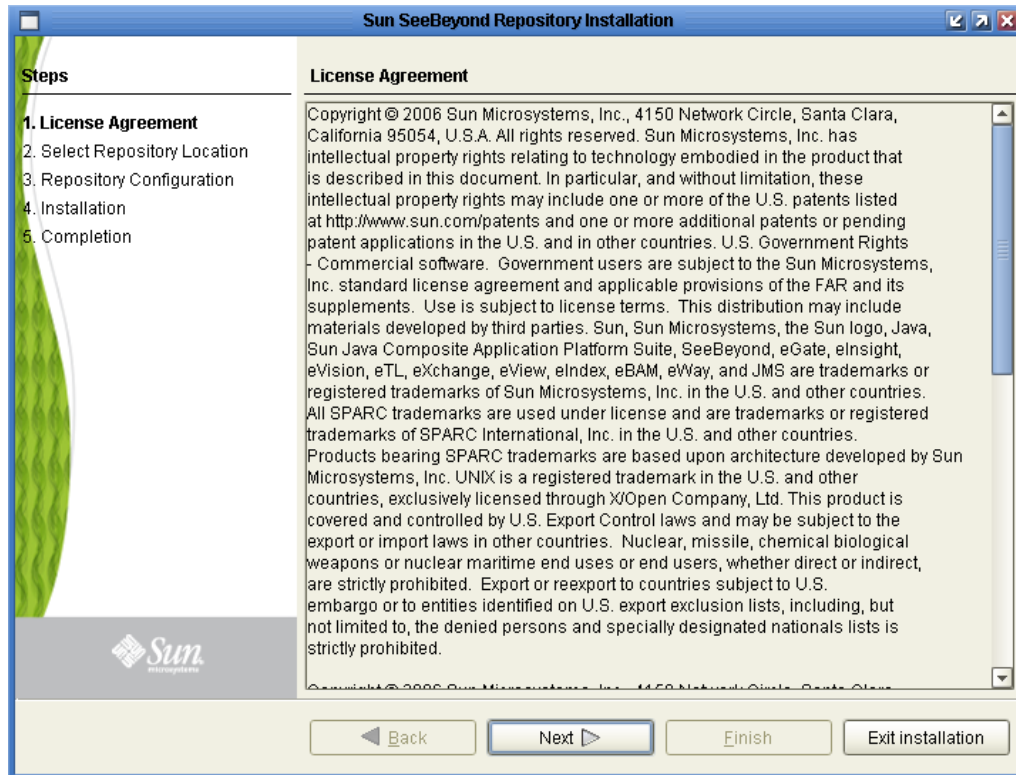 Sun SeeBeyond Repository Installation
Steps
1. License Agreement
2. Select Repository Location
3. Repository Configuration
4. Installation
5. Completion
Sun
microsystems
License Agreement
Copyright © 2006 Sun Microsystems, Inc., 4150 Network Circle, Santa Clara,
California 95054, U.S.A. All rights reserved. Sun Microsystems, Inc. has
intellectual property rights relating to technology embodied in the product that
is described in this document. In particular, and without limitation, these
intellectual property rights may include one or more of the U.S. patents listed
at http://www.sun.com/patents and one or more additional patents or pending
patent applications in the U.S. and in other countries. U.S. Government Rights
- Commercial software.  Government users are subject to the Sun Microsystems,
Inc. standard license agreement and applicable provisions of the FAR and its
supplements.  Use is subject to license terms.  This distribution may include
materials developed by third parties. Sun, Sun Microsystems, the Sun logo, Java,
Sun Java Composite Application Platform Suite, SeeBeyond, eGate, eInsight,
eVision, eTL, eXchange, eView, eIndex, eBAM, eWay, and JMS are trademarks or
registered trademarks of Sun Microsystems, Inc. in the U.S. and other countries.
All SPARC trademarks are used under license and are trademarks or registered
trademarks of SPARC International, Inc. in the U.S. and other countries.
Products bearing SPARC trademarks are based upon architecture developed by Sun
Microsystems, Inc. UNIX is a registered trademark in the U.S. and other
countries, exclusively licensed through X/Open Company, Ltd. This product is
covered and controlled by U.S. Export Control laws and may be subject to the
export or import laws in other countries.  Nuclear, missile, chemical biological
weapons or nuclear maritime end uses or end users, whether direct or indirect,
are strictly prohibited.  Export or reexport to countries subject to U.S.
embargo or to entities identified on U.S. export exclusion lists, including, but
not limited to, the denied persons and specially designated nationals lists is
strictly prohibited.
Copyright © 2006 Sun Microsystems, Inc., 4150 Network Circle, Santa Clara,
Back
Next
Finish
Exit installation